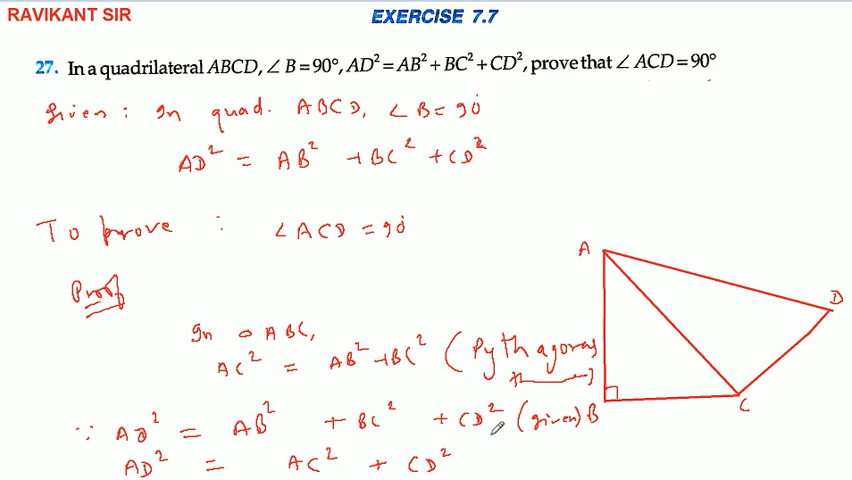 RAVIKANT SIR
EXERCISE 7.7
27. In a quadrilateral ABCD, ∠ B = 90°, AD² = AB² + BC² + CD², prove that ∠ ACD = 90°
Given : In quad. ABCD, ∠B = 90°
AD² = AB² + BC² + CD²
To prove : ∠ACD = 90°
Proof
In △ ABC,
AC² = AB² + BC² (Pythagoras
∵ AD² = AB² + BC² + CD² (given)
AD² = AC² + CD²
A
D
B
C